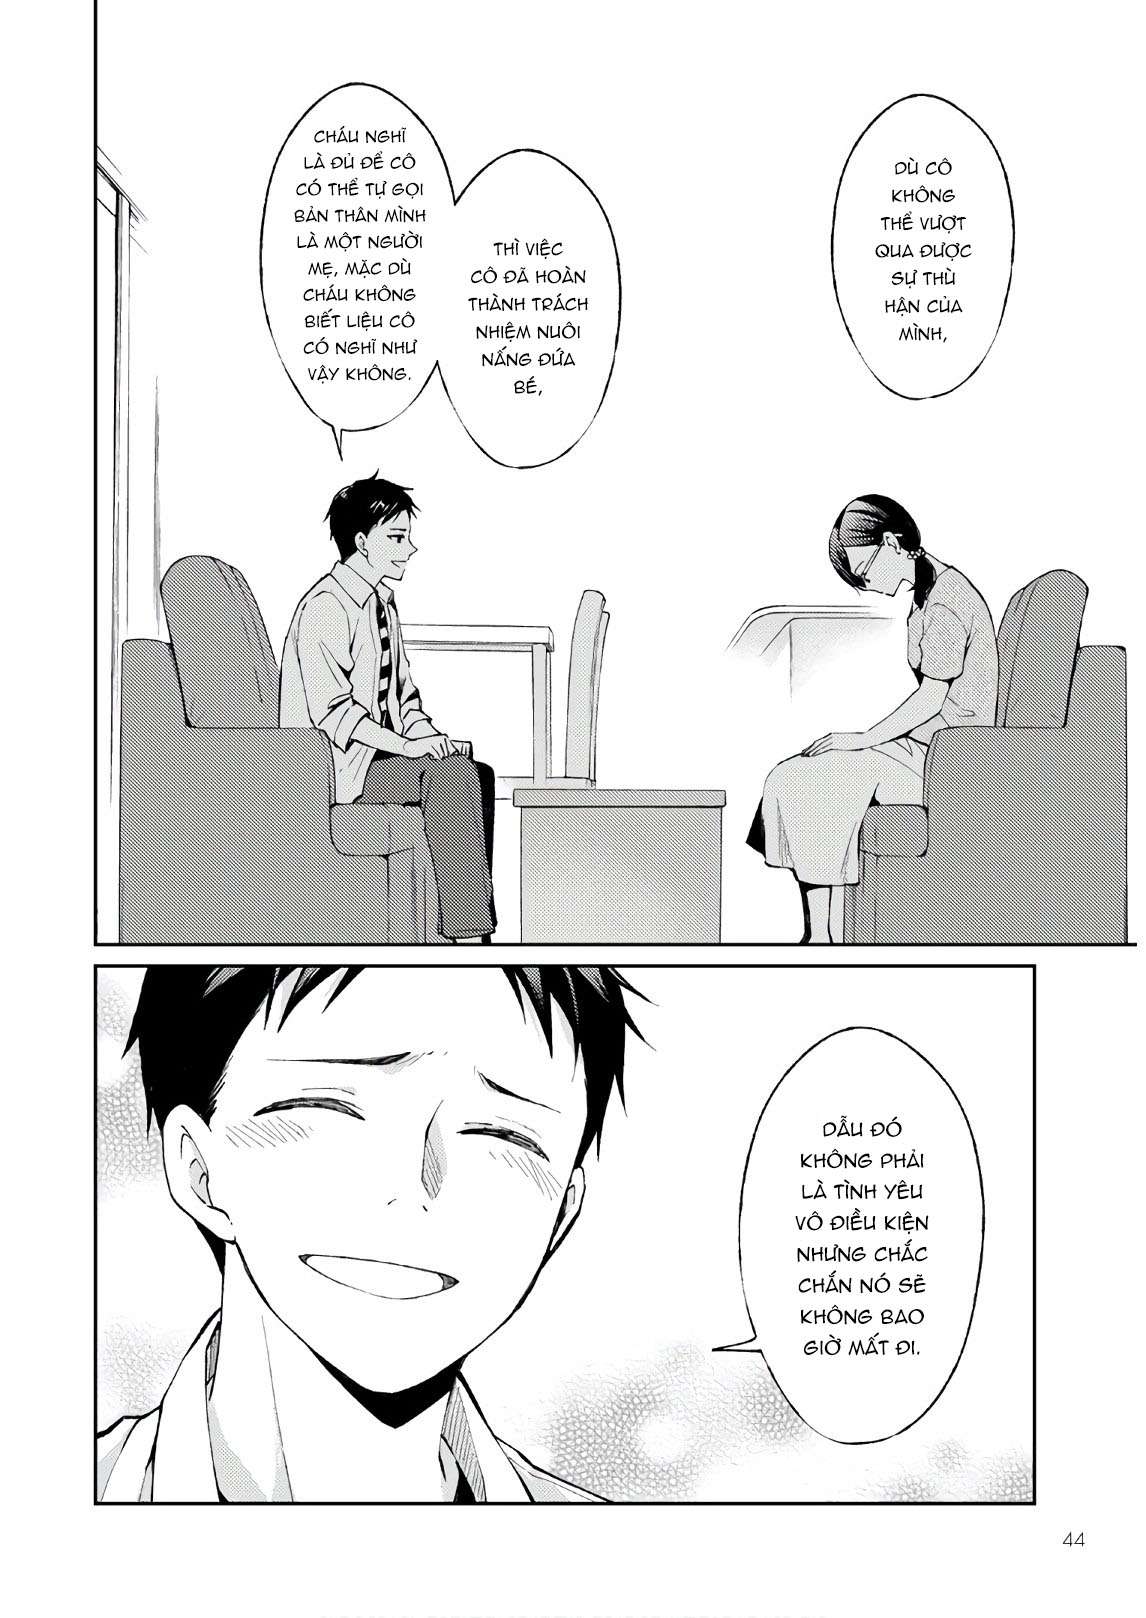 DÙ CÔ
KHÔNG
THỂ VƯỢT
QUA ĐƯỢC
SỰ THÙ
HẬN CỦA
MÌNH,
THÌ VIỆC
CÔ ĐÃ HOÀN
THÀNH TRÁCH
NHIỆM NUÔI
NẤNG ĐỨA
BÉ,
CHÁU NGHĨ
LÀ ĐỦ ĐỂ CÔ
CÓ THỂ TỰ GỌI
BẢN THÂN MÌNH
LÀ MỘT NGƯỜI
MẸ, MẶC DÙ
CHÁU KHÔNG
BIẾT LIỆU CÔ
CÓ NGHĨ NHƯ
VẬY KHÔNG.
DẪU ĐÓ
KHÔNG PHẢI
LÀ TÌNH YÊU
VÔ ĐIỀU KIỆN
NHƯNG CHẮC
CHẮN NÓ SẼ
KHÔNG BAO
GIỜ MẤT ĐI.
44